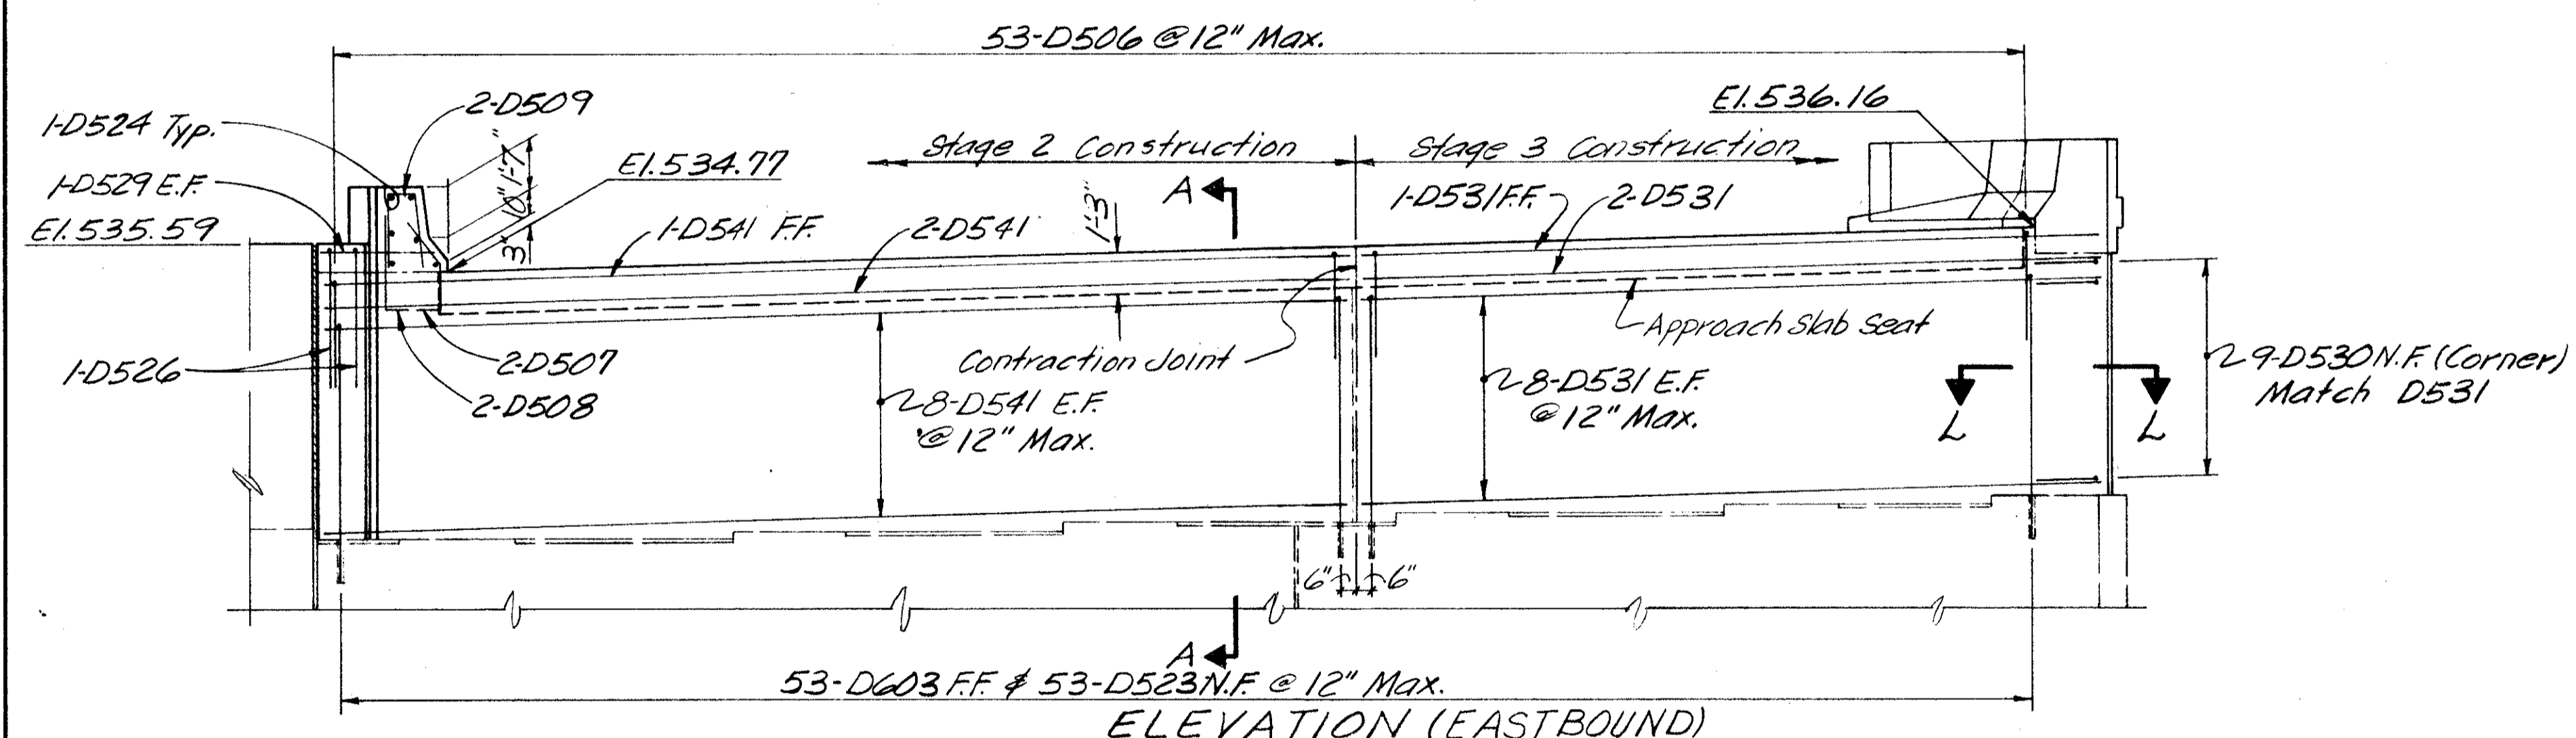 53-D506 @ 12" Max.
1-D524 Typ.
2-D509
El. 536.16
1-D529 E.F.
1'-7"
10"
3"
El. 534.77
Stage 2 Construction
Stage 3 Construction
El. 535.59
1-D541 F.F.
2-D541
1'-3"
A
1-D531 F.F.
2-D531
1-D526
2-D507
2-D508
Contraction Joint
Approach Slab Seat
8-D541 E.F.
@ 12" Max.
8-D531 E.F.
@ 12" Max.
9-D530 N.F. (Corner)
Match D531
L
L
6"
6"
A
53-D603 F.F. & 53-D523 N.F. @ 12" Max.
ELEVATION (EASTBOUND)